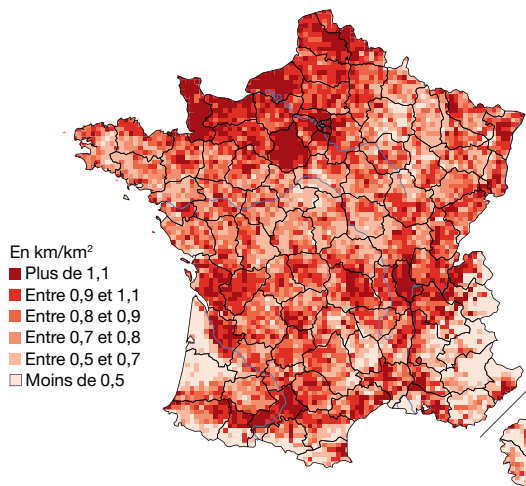 En km/km²
Plus de 1,1
Entre 0,9 et 1,1
Entre 0,8 et 0,9
Entre 0,7 et 0,8
Entre 0,5 et 0,7
Moins de 0,5